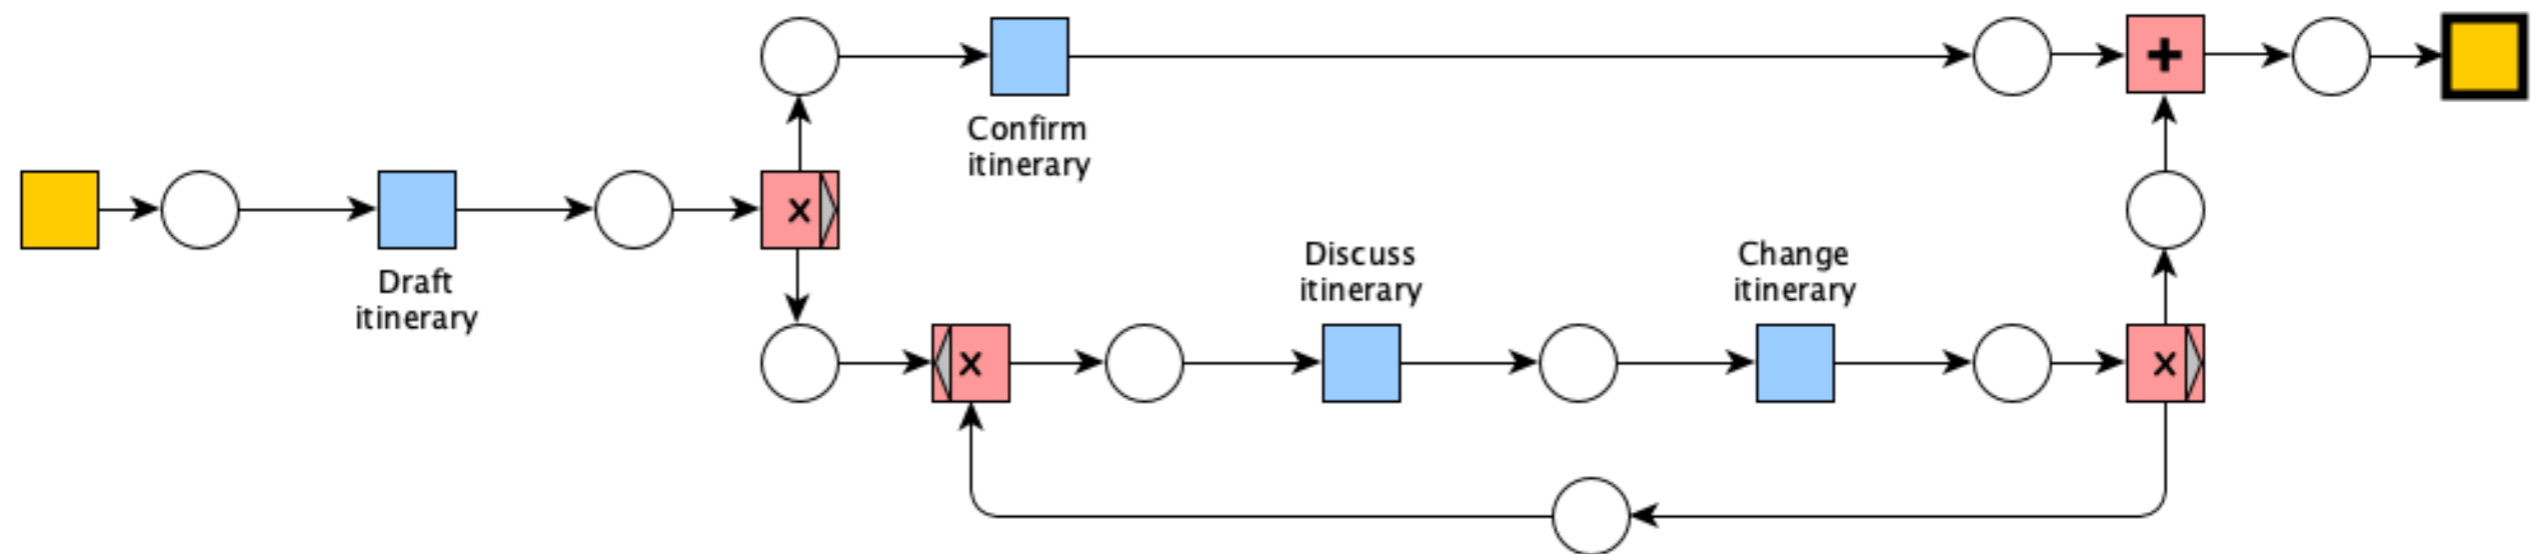 Confirm
itinerary
Draft
itinerary
Discuss
itinerary
Change
itinerary
x
x
x
+